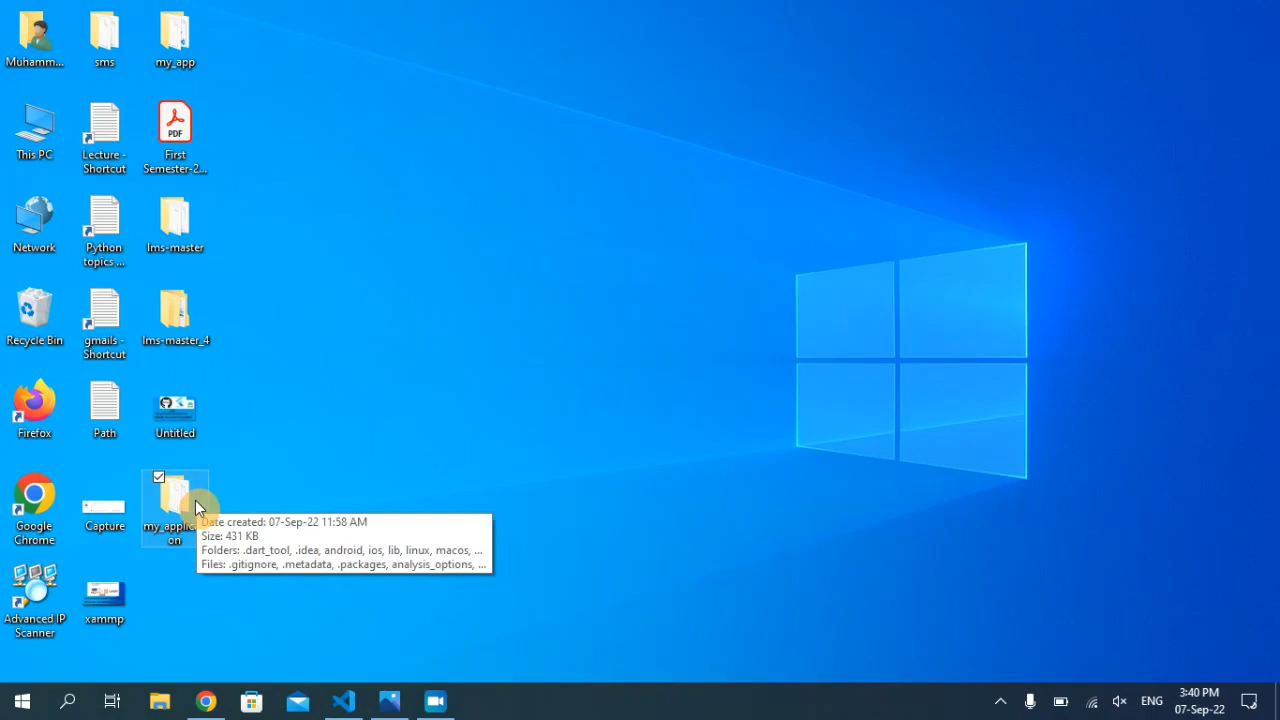 Muhamm...
sms
my_app
This PC
Lecture -
Shortcut
PDF
First
Semester-2...
Network
Python
topics ...
lms-master
Recycle Bin
gmails -
Shortcut
lms-master_4
Firefox
Path
Untitled
Google
Chrome
Capture
my_applic
on
Date created: 07-Sep-22 11:58 AM
Size: 431 KB
Folders: .dart_tool, .idea, android, ios, lib, linux, macos, ...
Files: .gitignore, .metadata, .packages, analysis_options, ...
Advanced IP
Scanner
xammp
ENG
3:40 PM
07-Sep-22